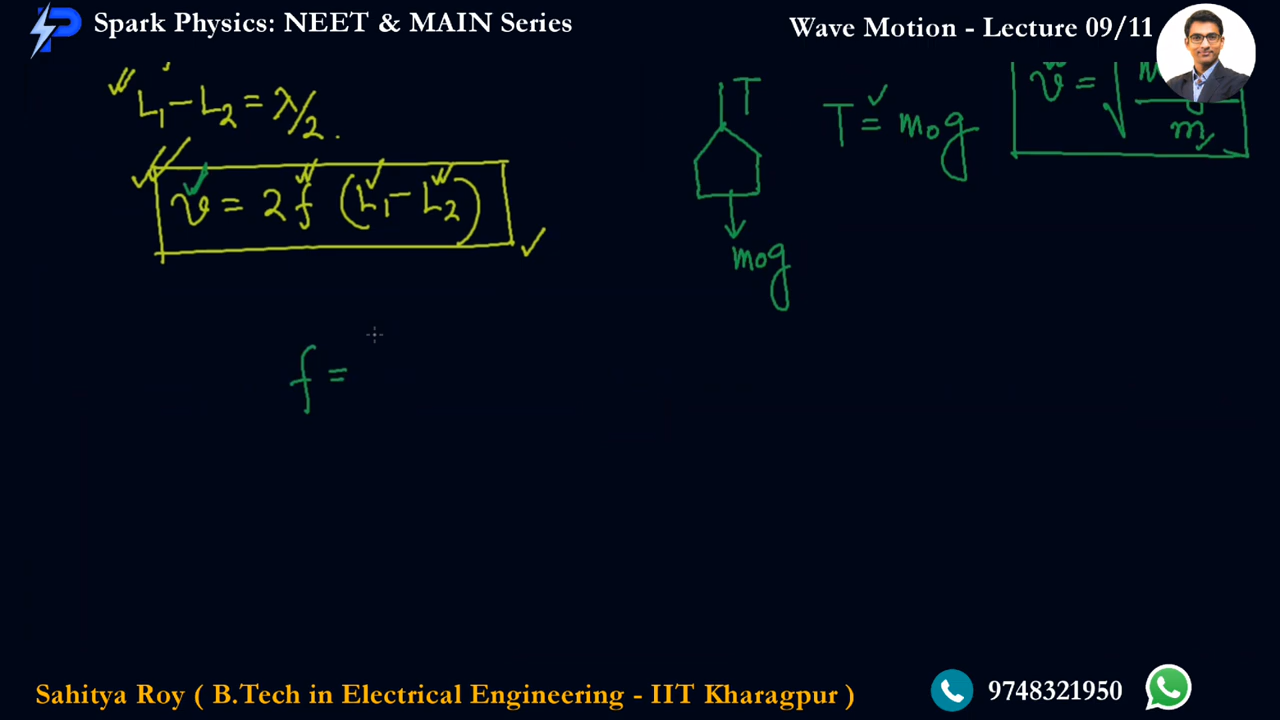 Spark Physics: NEET & MAIN Series
Wave Motion - Lecture 09/11
L₁ - L₂ = λ/2.
v = 2f (L₁ - L₂)
T
T = m₀g
m₀g
v = √
m
f =
Sahitya Roy ( B.Tech in Electrical Engineering - IIT Kharagpur )
9748321950